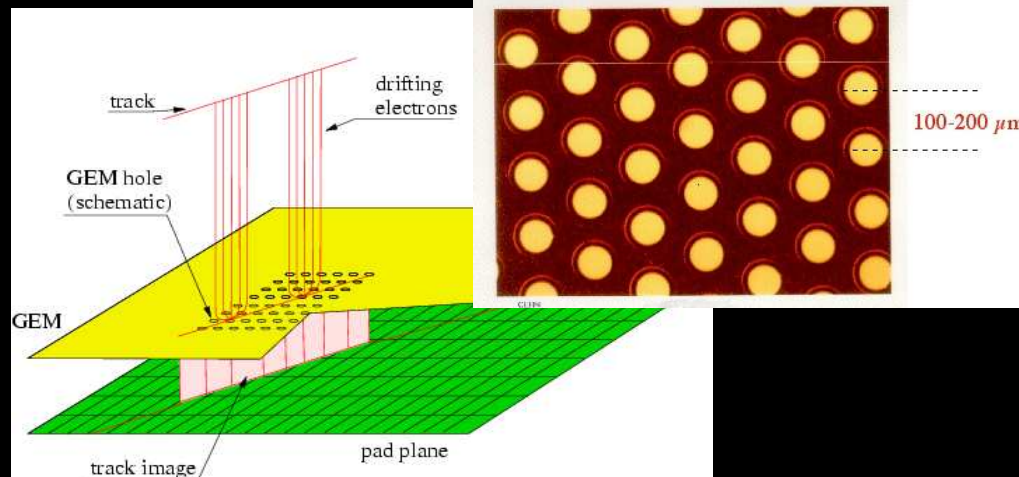 track
drifting
electrons
GEM hole
(schematic)
GEM
pad plane
track image
100-200 µm